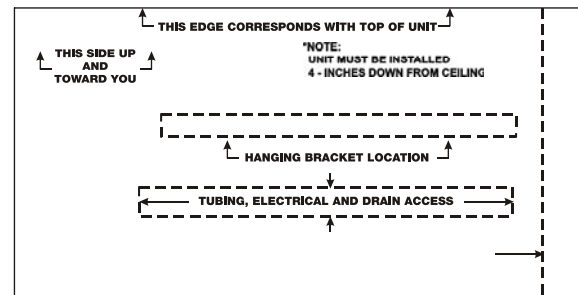 THIS EDGE CORRESPONDS WITH TOP OF UNIT
THIS SIDE UP
AND
TOWARD YOU
*NOTE:
UNIT MUST BE INSTALLED
4 - INCHES DOWN FROM CEILING
HANGING BRACKET LOCATION
TUBING, ELECTRICAL AND DRAIN ACCESS